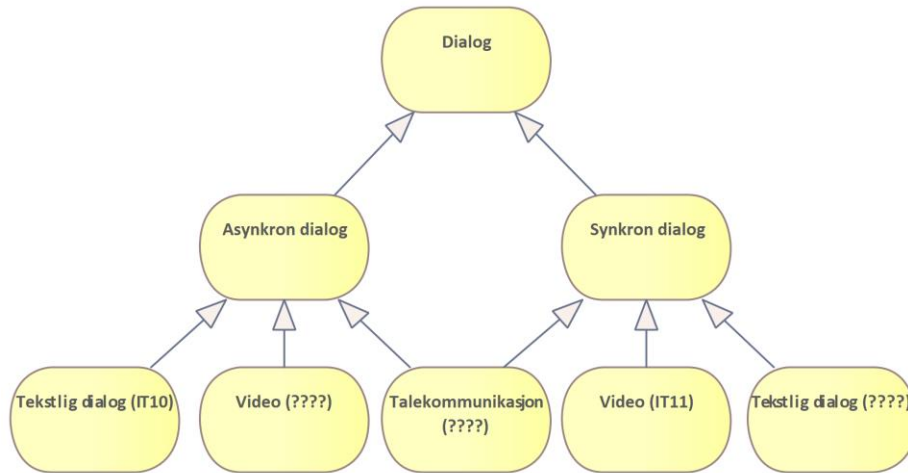 Dialog
Asynkron dialog
Synkron dialog
Tekstlig dialog (IT10)
Video (????)
Talekommunikasjon
(????)
Video (IT11)
Tekstlig dialog (????)